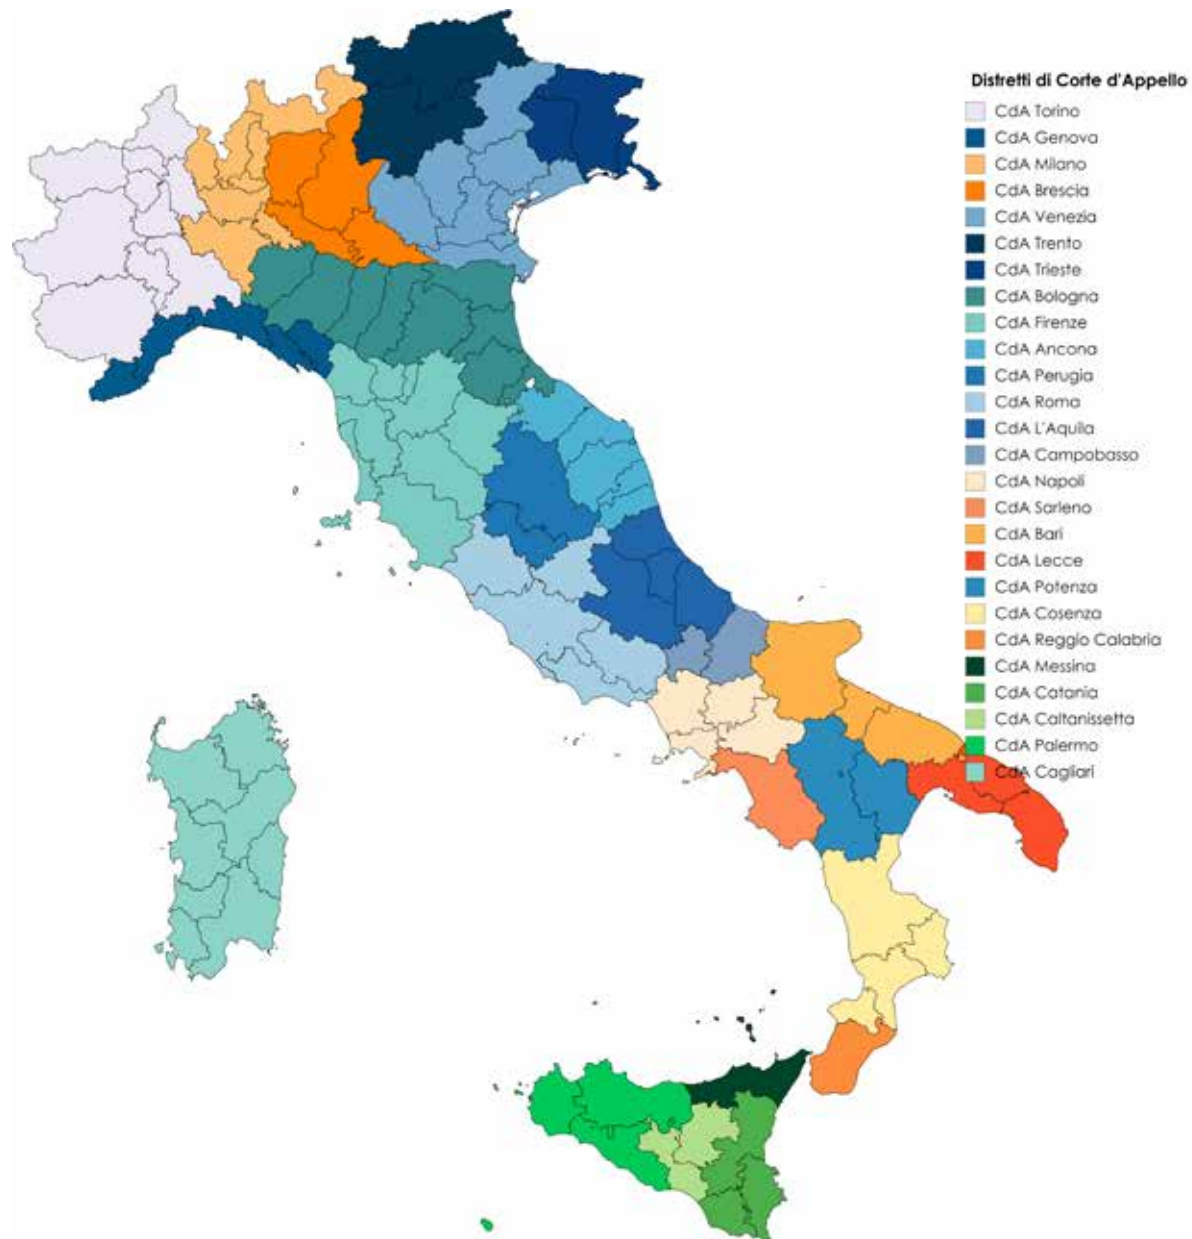 Distretti di Corte d'Appello
CdA Torino
CdA Genova
CdA Milano
CdA Brescia
CdA Venezia
CdA Trento
CdA Trieste
CdA Bologna
CdA Firenze
CdA Ancona
CdA Perugia
CdA Roma
CdA L'Aquila
CdA Campobasso
CdA Napoli
CdA Sarleno
CdA Bari
CdA Lecce
CdA Potenza
CdA Cosenza
CdA Reggio Calabria
CdA Messina
CdA Catania
CdA Caltanissetta
CdA Palermo
CdA Cagliari